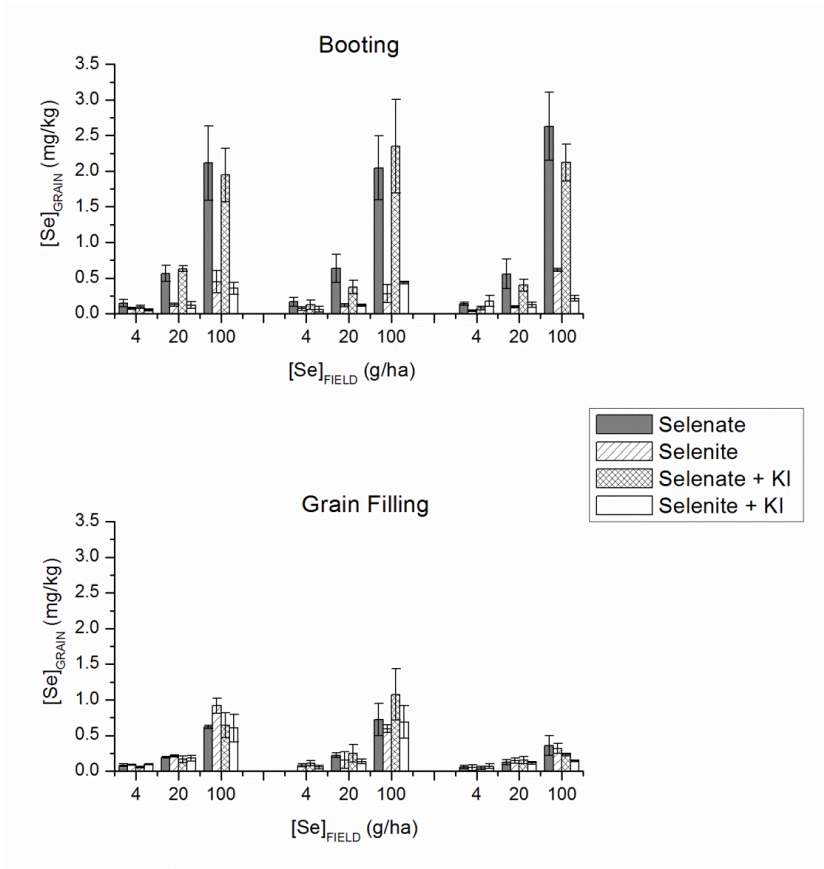 Booting
3.5
3.0
2.5
2.0
1.5
1.0
0.5
0.0
[Se]GRAIN (mg/kg)
4 20 100 4 20 100 4 20 100
[Se]FIELD (g/ha)
Selenate
Selenite
Selenate + KI
Selenite + KI
Grain Filling
3.5
3.0
2.5
2.0
1.5
1.0
0.5
0.0
[Se]GRAIN (mg/kg)
4 20 100 4 20 100 4 20 100
[Se]FIELD (g/ha)